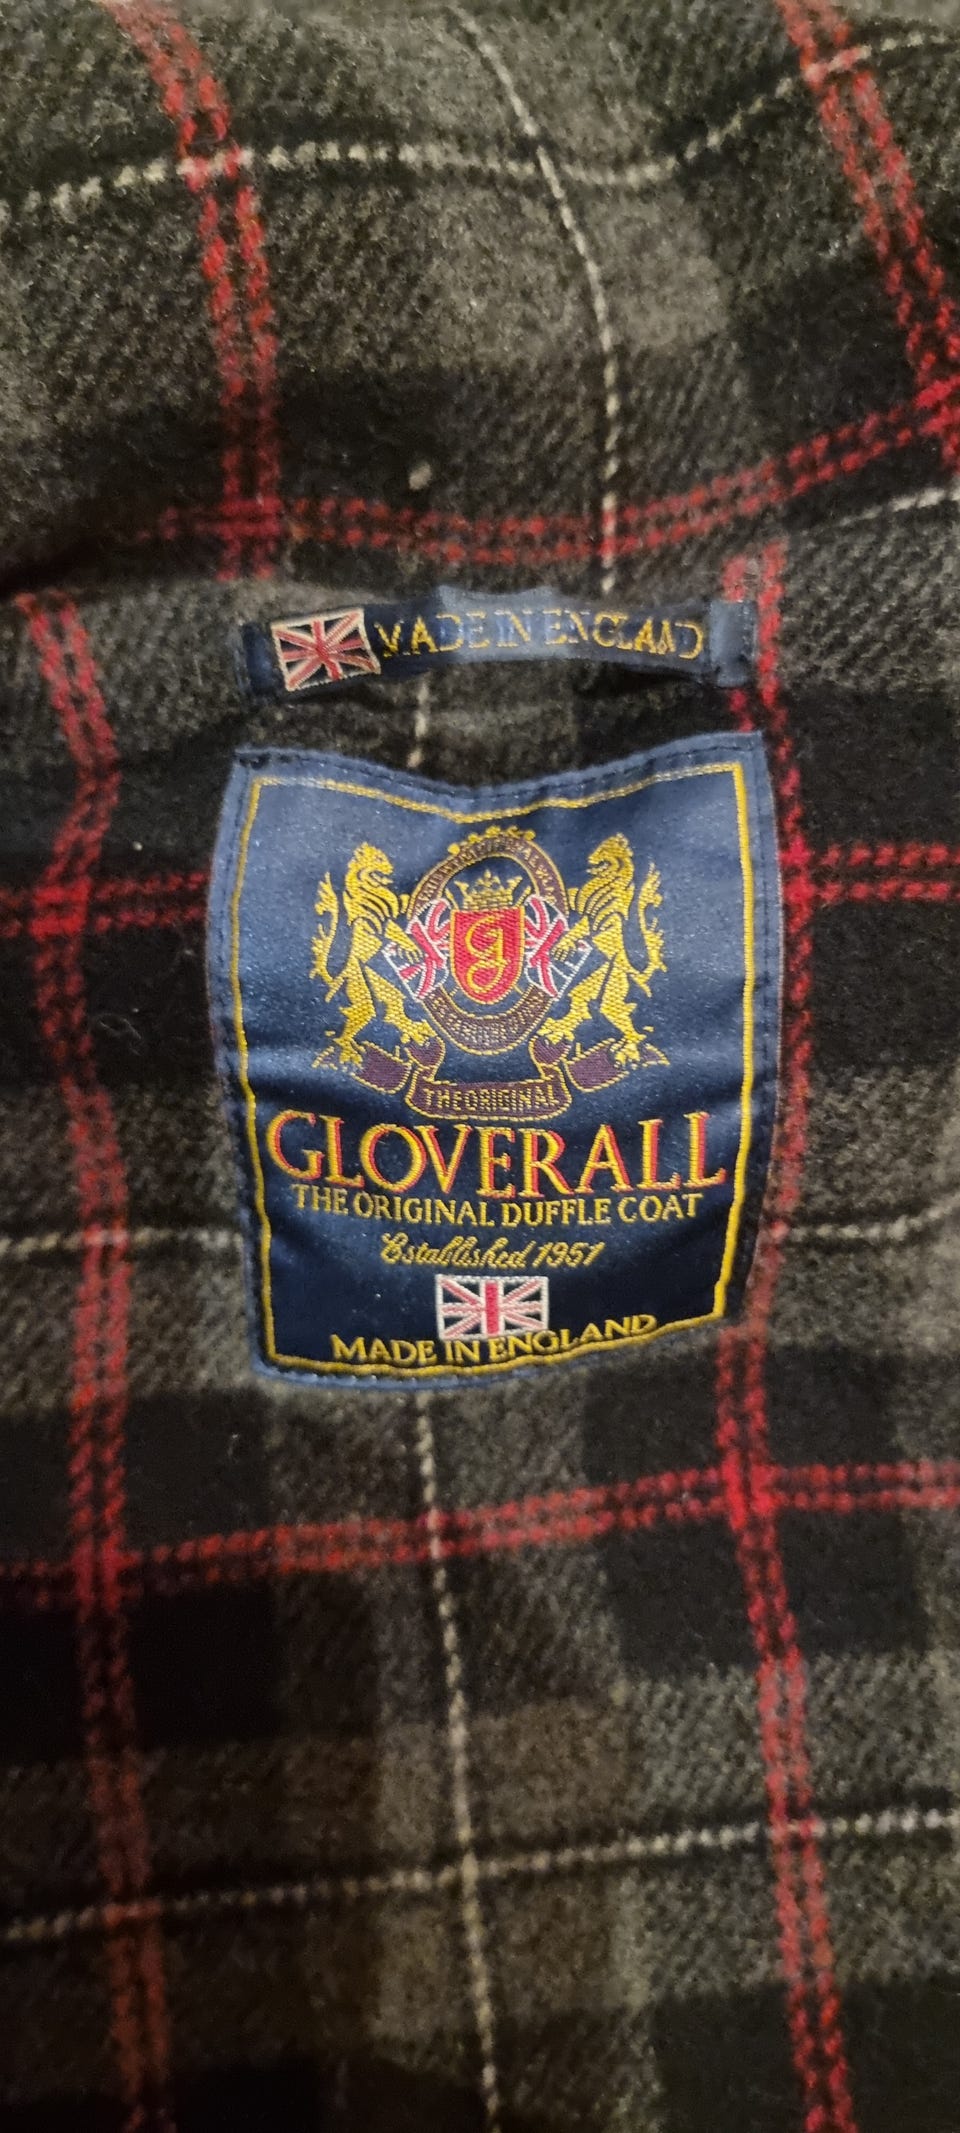 MADE IN ENGLAND
G
THE ORIGINAL
GLOVERALL
THE ORIGINAL DUFFLE COAT
Established 1951
MADE IN ENGLAND